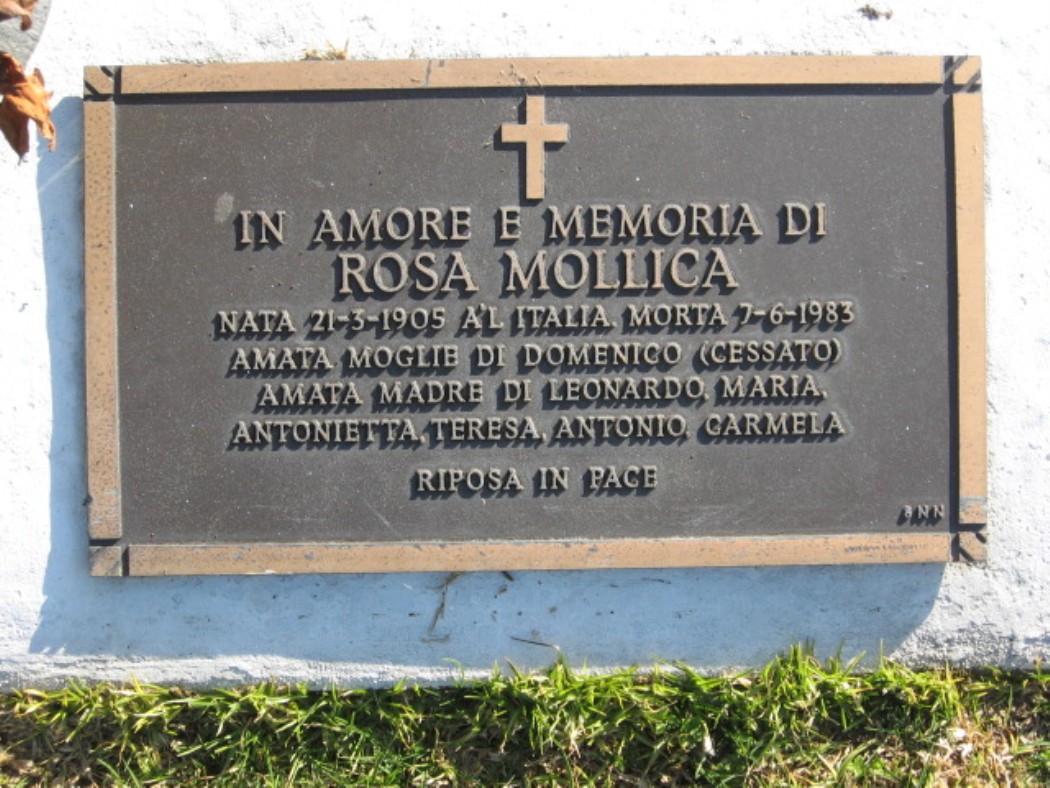 IN AMORE E MEMORIA DI
ROSA MOLLICA
NATA 21-3-1905 A'L ITALIA. MORTA 7-6-1983
AMATA MOGLIE DI DOMENICO (CESSATO)
AMATA MADRE DI LEONARDO, MARIA,
ANTONIETTA, TERESA, ANTONIO, CARMELA
RIPOSA IN PACE